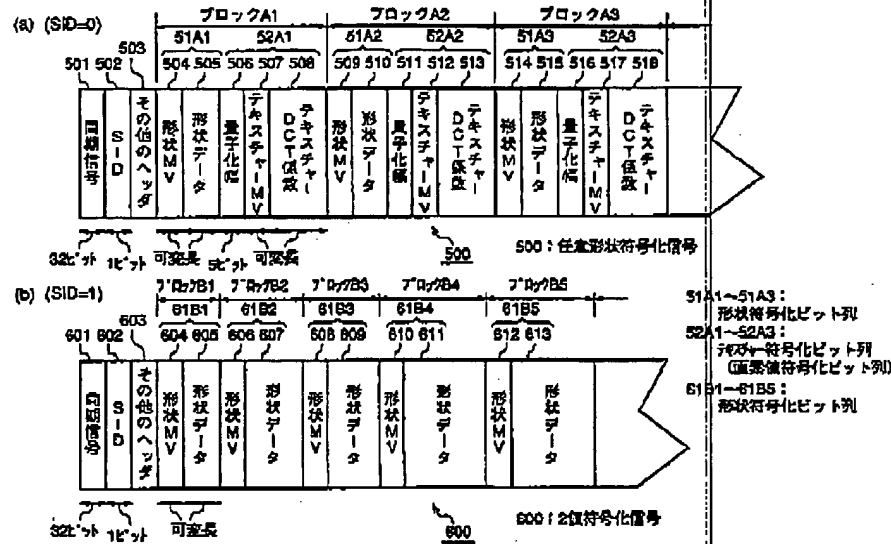 (a) (SID=0)
ブロックA1 ブロックA2 ブロックA3
51A1 52A1 51A2 52A2 51A3 52A3
501 502 503 504 505 506 507 508 509 510 511 512 513 514 515 516 517 518
同期信号
SID
その他のヘッダ
形状MV
形状データ
量子化幅
テキスチャーMV
テキスチャーDCT係数
形状MV
形状データ
量子化幅
テキスチャーMV
テキスチャーDCT係数
形状MV
形状データ
量子化幅
テキスチャーMV
テキスチャーDCT係数
32ビット 1ビット 可変長 5ビット 可変長
500
500:任意形状符号化信号
(b) (SID=1)
ブロックB1 ブロックB2 ブロックB3 ブロックB4 ブロックB5
61B1 61B2 61B3 61B4 61B5
601 602 603 604 605 606 607 608 609 610 611 612 613
同期信号
SID
その他のヘッダ
形状MV
形状データ
形状MV
形状データ
形状MV
形状データ
形状MV
形状データ
形状MV
形状データ
32ビット 1ビット 可変長
600
600:2値符号化信号
51A1~51A3:
形状符号化ビット列
52A1~52A3:
テキスチャー符号化ビット列
(画素値符号化ビット列)
61B1~61B5:
形状符号化ビット列